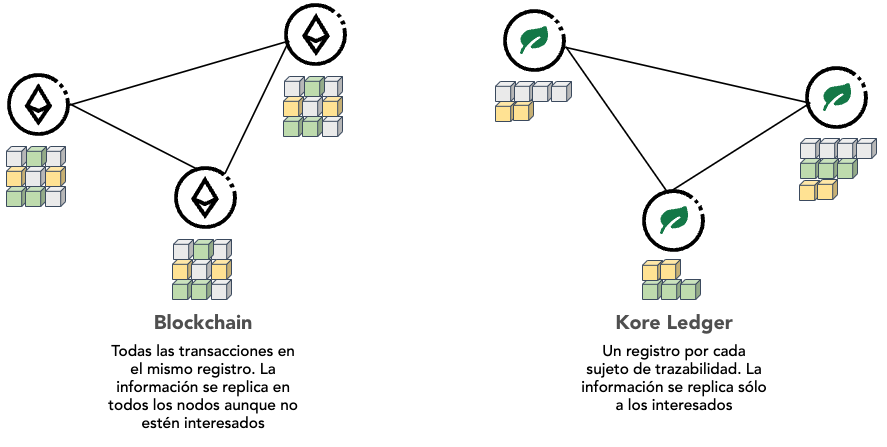 Blockchain
Todas las transacciones en
el mismo registro. La
información se replica en
todos los nodos aunque no
estén interesados
Kore Ledger
Un registro por cada
sujeto de trazabilidad. La
información se replica sólo
a los interesados